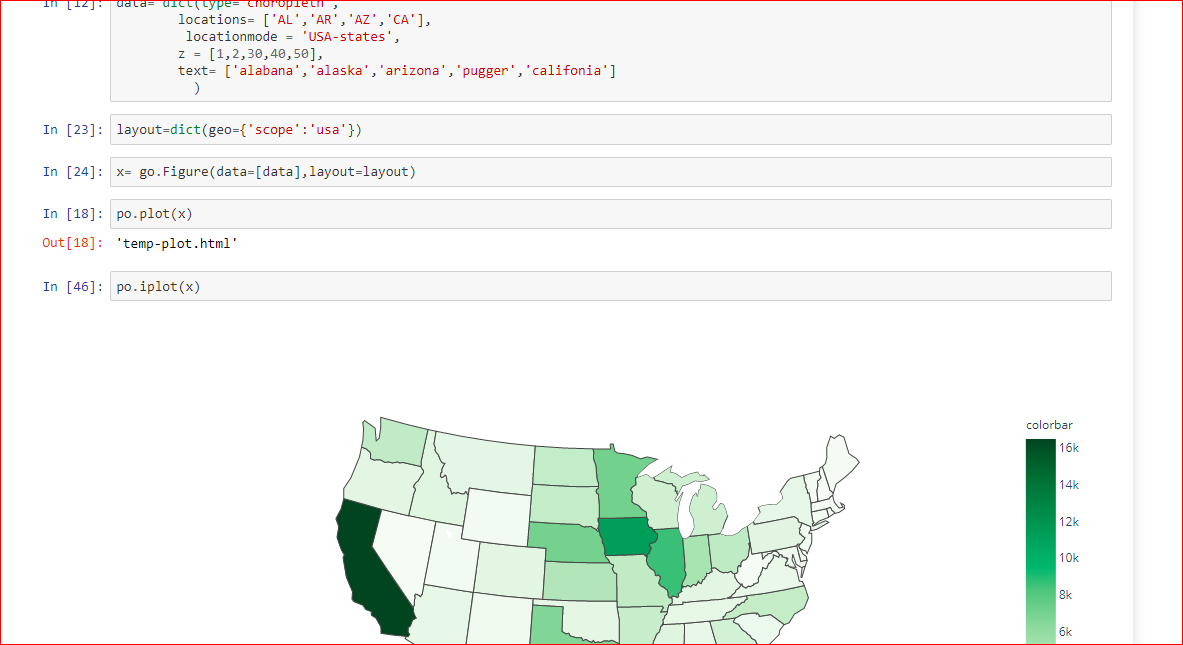 In [12]: data= dict(type='choropleth',
locations= ['AL','AR','AZ','CA'],
locationmode = 'USA-states',
z = [1,2,30,40,50],
text= ['alabana','alaska','arizona','pugger','califonia']
)
In [23]: layout=dict(geo={'scope':'usa'})
In [24]: x= go.Figure(data=[data],layout=layout)
In [18]: po.plot(x)
Out[18]: 'temp-plot.html'
In [46]: po.iplot(x)
colorbar
16k
14k
12k
10k
8k
6k